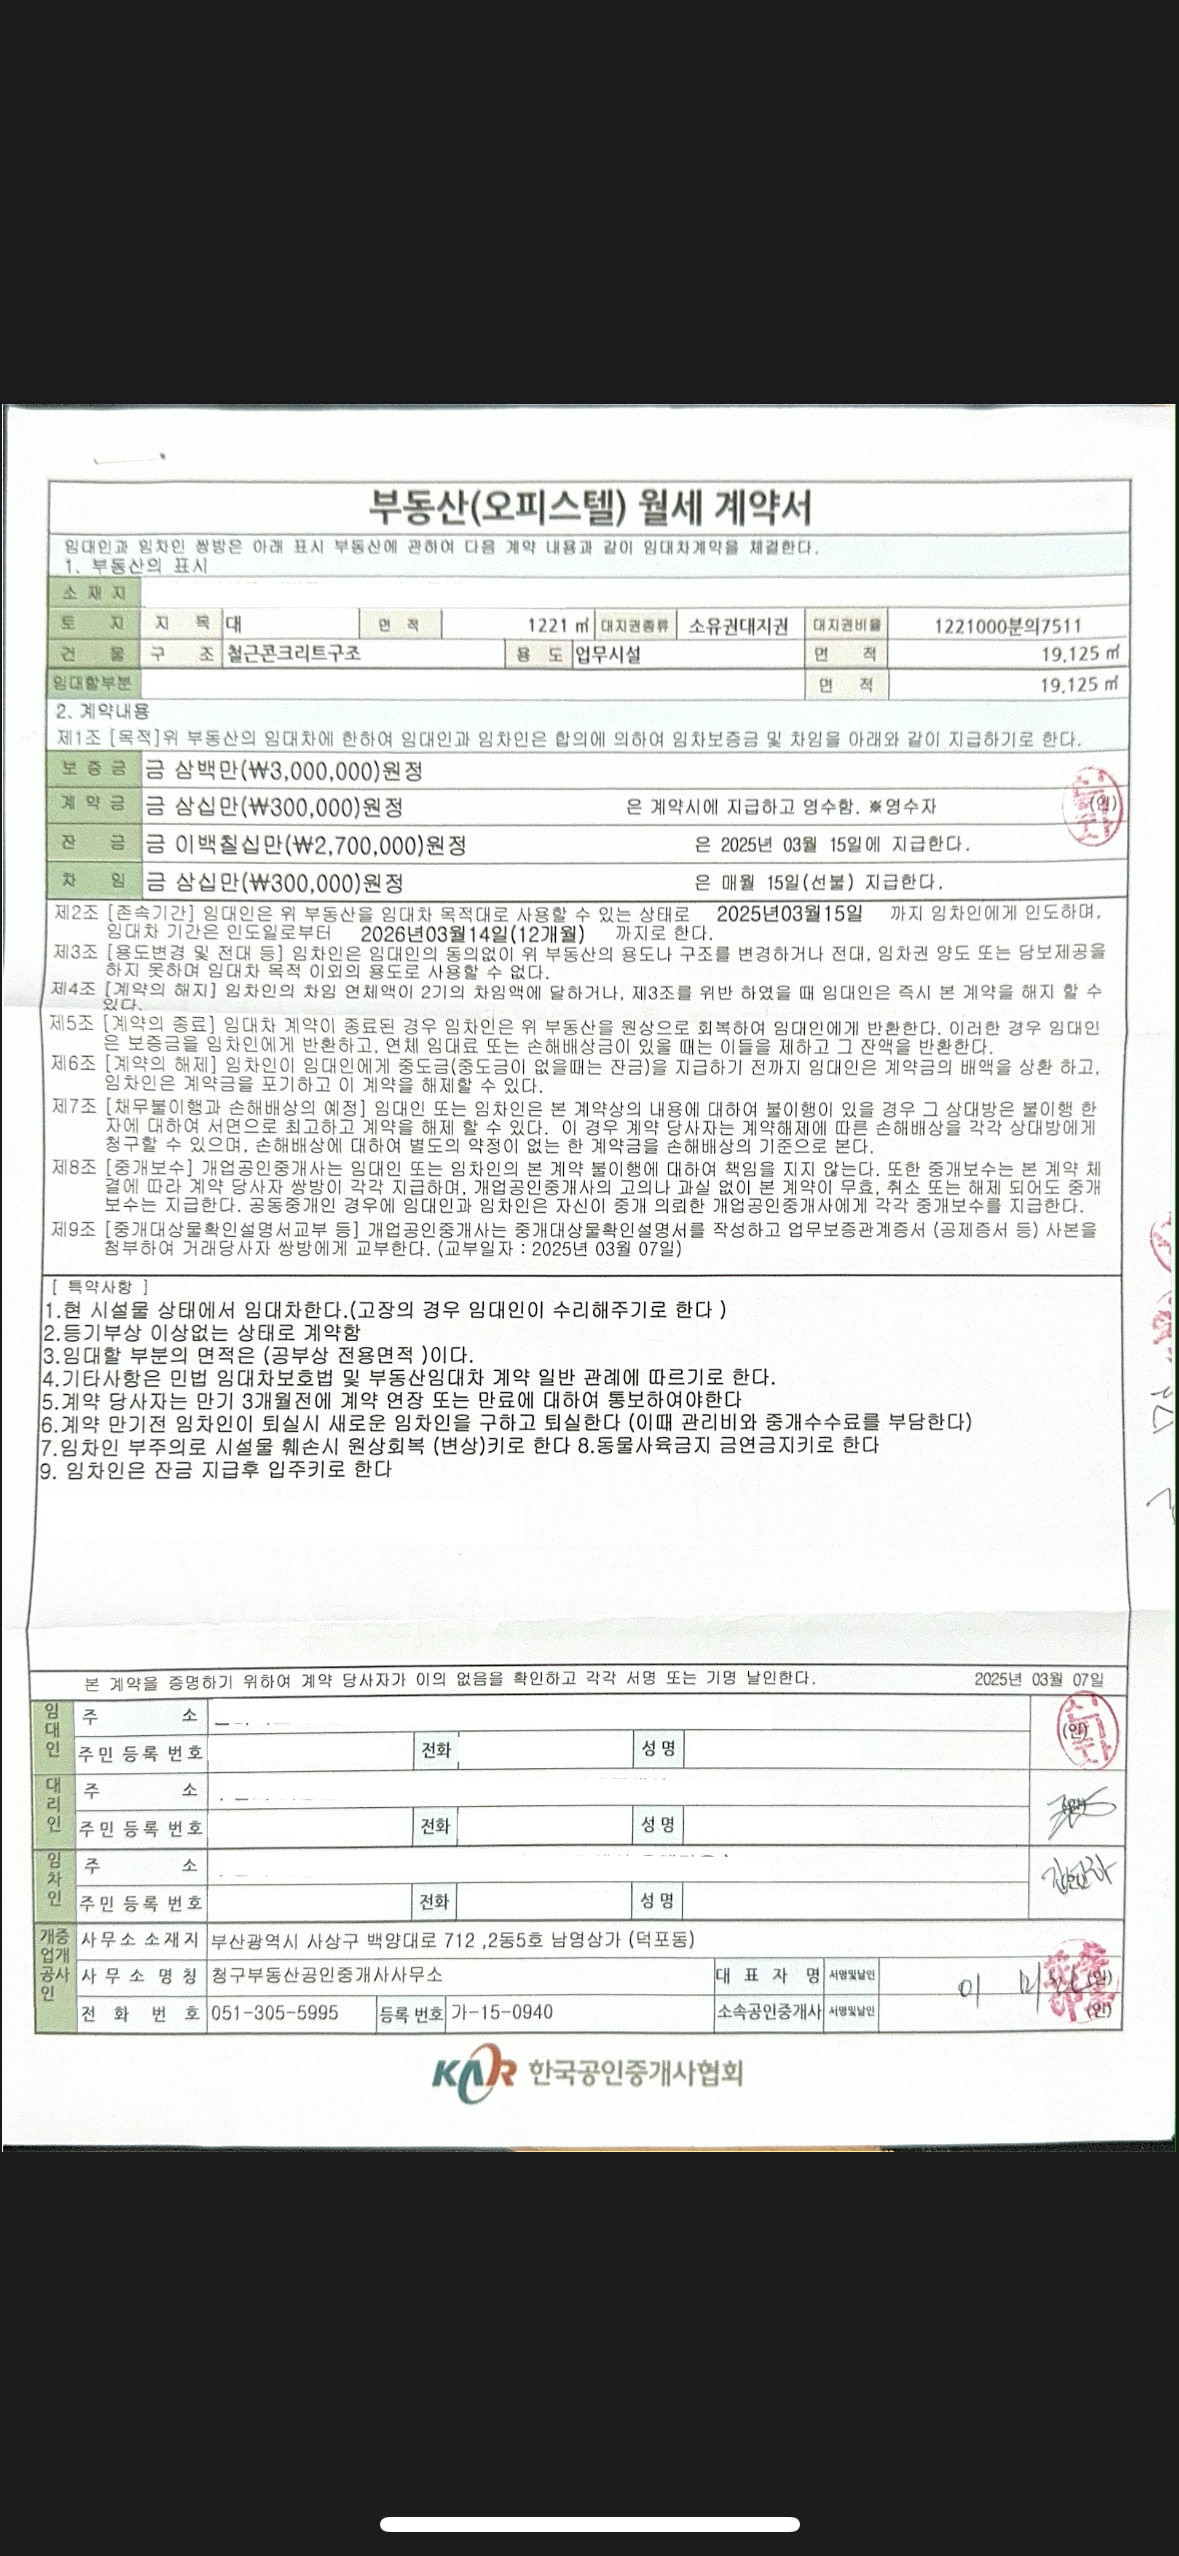 부동산(오피스텔) 월세 계약서
임대인과 임차인 쌍방은 아래 표시 부동산에 관하여 다음 계약 내용과 같이 임대차계약을 체결한다.
1. 부동산의 표시
소 재 지
토 지 지 목 대 면 적 1221 ㎡ 대지권종류 소유권대지권 대지권비율 1221000분의7511
건 물 구 조 철근콘크리트구조 용 도 업무시설 면 적 19.125 ㎡
임대할부분 면 적 19.125 ㎡
2. 계약내용
제1조 [목적]위 부동산의 임대차에 한하여 임대인과 임차인은 합의에 의하여 임차보증금 및 차임을 아래와 같이 지급하기로 한다.
보 증 금 금 삼백만(₩3,000,000)원정
계 약 금 금 삼십만(₩300,000)원정 은 계약시에 지급하고 영수함. ※영수자 (인)
잔 금 금 이백칠십만(₩2,700,000)원정 은 2025년 03월 15일에 지급한다.
차 임 금 삼십만(₩300,000)원정 은 매월 15일(선불) 지급한다.
제2조 [존속기간] 임대인은 위 부동산을 임대차 목적대로 사용할 수 있는 상태로 2025년03월15일 까지 임차인에게 인도하며,
임대차 기간은 인도일로부터 2026년03월14일(12개월) 까지로 한다.
제3조 [용도변경 및 전대 등] 임차인은 임대인의 동의없이 위 부동산의 용도나 구조를 변경하거나 전대, 임차권 양도 또는 담보제공을
하지 못하며 임대차 목적 이외의 용도로 사용할 수 없다.
제4조 [계약의 해지] 임차인의 차임 연체액이 2기의 차임액에 달하거나, 제3조를 위반 하였을 때 임대인은 즉시 본 계약을 해지 할 수
있다.
제5조 [계약의 종료] 임대차 계약이 종료된 경우 임차인은 위 부동산을 원상으로 회복하여 임대인에게 반환한다. 이러한 경우 임대인
은 보증금을 임차인에게 반환하고, 연체 임대료 또는 손해배상금이 있을 때는 이들을 제하고 그 잔액을 반환한다.
제6조 [계약의 해제] 임차인이 임대인에게 중도금(중도금이 없을때는 잔금)을 지급하기 전까지 임대인은 계약금의 배액을 상환 하고,
임차인은 계약금을 포기하고 이 계약을 해제할 수 있다.
제7조 [채무불이행과 손해배상의 예정] 임대인 또는 임차인은 본 계약상의 내용에 대하여 불이행이 있을 경우 그 상대방은 불이행 한
자에 대하여 서면으로 최고하고 계약을 해제 할 수 있다. 이 경우 계약 당사자는 계약해제에 따른 손해배상을 각각 상대방에게
청구할 수 있으며, 손해배상에 대하여 별도의 약정이 없는 한 계약금을 손해배상의 기준으로 본다.
제8조 [중개보수] 개업공인중개사는 임대인 또는 임차인의 본 계약 불이행에 대하여 책임을 지지 않는다. 또한 중개보수는 본 계약 체
결에 따라 계약 당사자 쌍방이 각각 지급하며, 개업공인중개사의 고의나 과실 없이 본 계약이 무효, 취소 또는 해제 되어도 중개
보수는 지급한다. 공동중개인 경우에 임대인과 임차인은 자신이 중개 의뢰한 개업공인중개사에게 각각 중개보수를 지급한다.
제9조 [중개대상물확인설명서교부 등] 개업공인중개사는 중개대상물확인설명서를 작성하고 업무보증관계증서 (공제증서 등) 사본을
첨부하여 거래당사자 쌍방에게 교부한다. (교부일자 : 2025년 03월 07일)
[ 특약사항 ]
1.현 시설물 상태에서 임대차한다.(고장의 경우 임대인이 수리해주기로 한다 )
2.등기부상 이상없는 상태로 계약함
3.임대할 부분의 면적은 (공부상 전용면적 )이다.
4.기타사항은 민법 임대차보호법 및 부동산임대차 계약 일반 관례에 따르기로 한다.
5.계약 당사자는 만기 3개월전에 계약 연장 또는 만료에 대하여 통보하여야한다
6.계약 만기전 임차인이 퇴실시 새로운 임차인을 구하고 퇴실한다 (이때 관리비와 중개수수료를 부담한다)
7.임차인 부주의로 시설물 훼손시 원상회복 (변상)키로 한다 8.동물사육금지 금연금지키로 한다
9. 임차인은 잔금 지급후 입주키로 한다
본 계약을 증명하기 위하여 계약 당사자가 이의 없음을 확인하고 각각 서명 또는 기명 날인한다. 2025년 03월 07일
임대인 주 소
주민 등록 번호 전화 성 명 (인)
대리인 주 소
주민 등록 번호 전화 성 명
임차인 주 소
주민 등록 번호 전화 성 명
개업공인중개사 사무소 소재지 부산광역시 사상구 백양대로 712 ,2동5호 남영상가 (덕포동)
사 무 소 명 칭 청구부동산공인중개사사무소 대 표 자 명 서명및날인 이 (인)
전 화 번 호 051-305-5995 등록 번호 가-15-0940 소속공인중개사 서명및날인 (인)
KAR 한국공인중개사협회